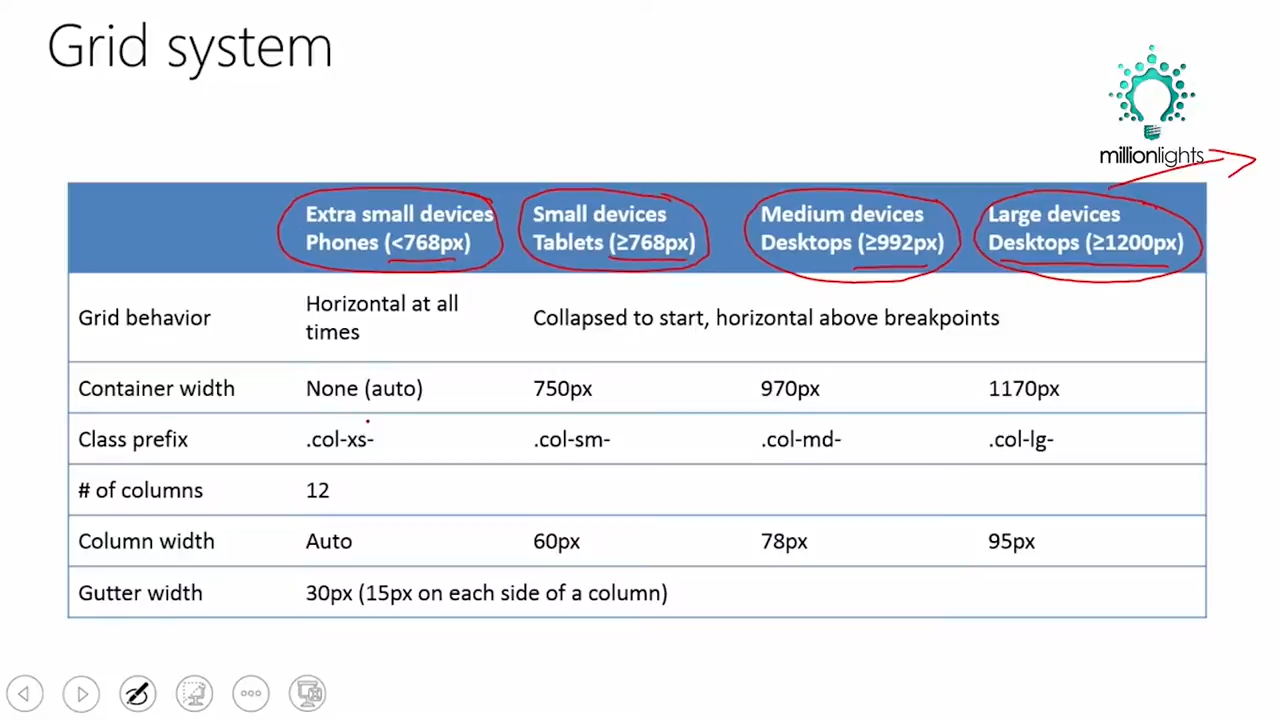 Grid system
millionlights
Extra small devices Small devices Medium devices Large devices
Phones (<768px) Tablets (≥768px) Desktops (≥992px) Desktops (≥1200px)
Grid behavior Horizontal at all times Collapsed to start, horizontal above breakpoints
Container width None (auto) 750px 970px 1170px
Class prefix .col-xs- .col-sm- .col-md- .col-lg-
# of columns 12
Column width Auto 60px 78px 95px
Gutter width 30px (15px on each side of a column)